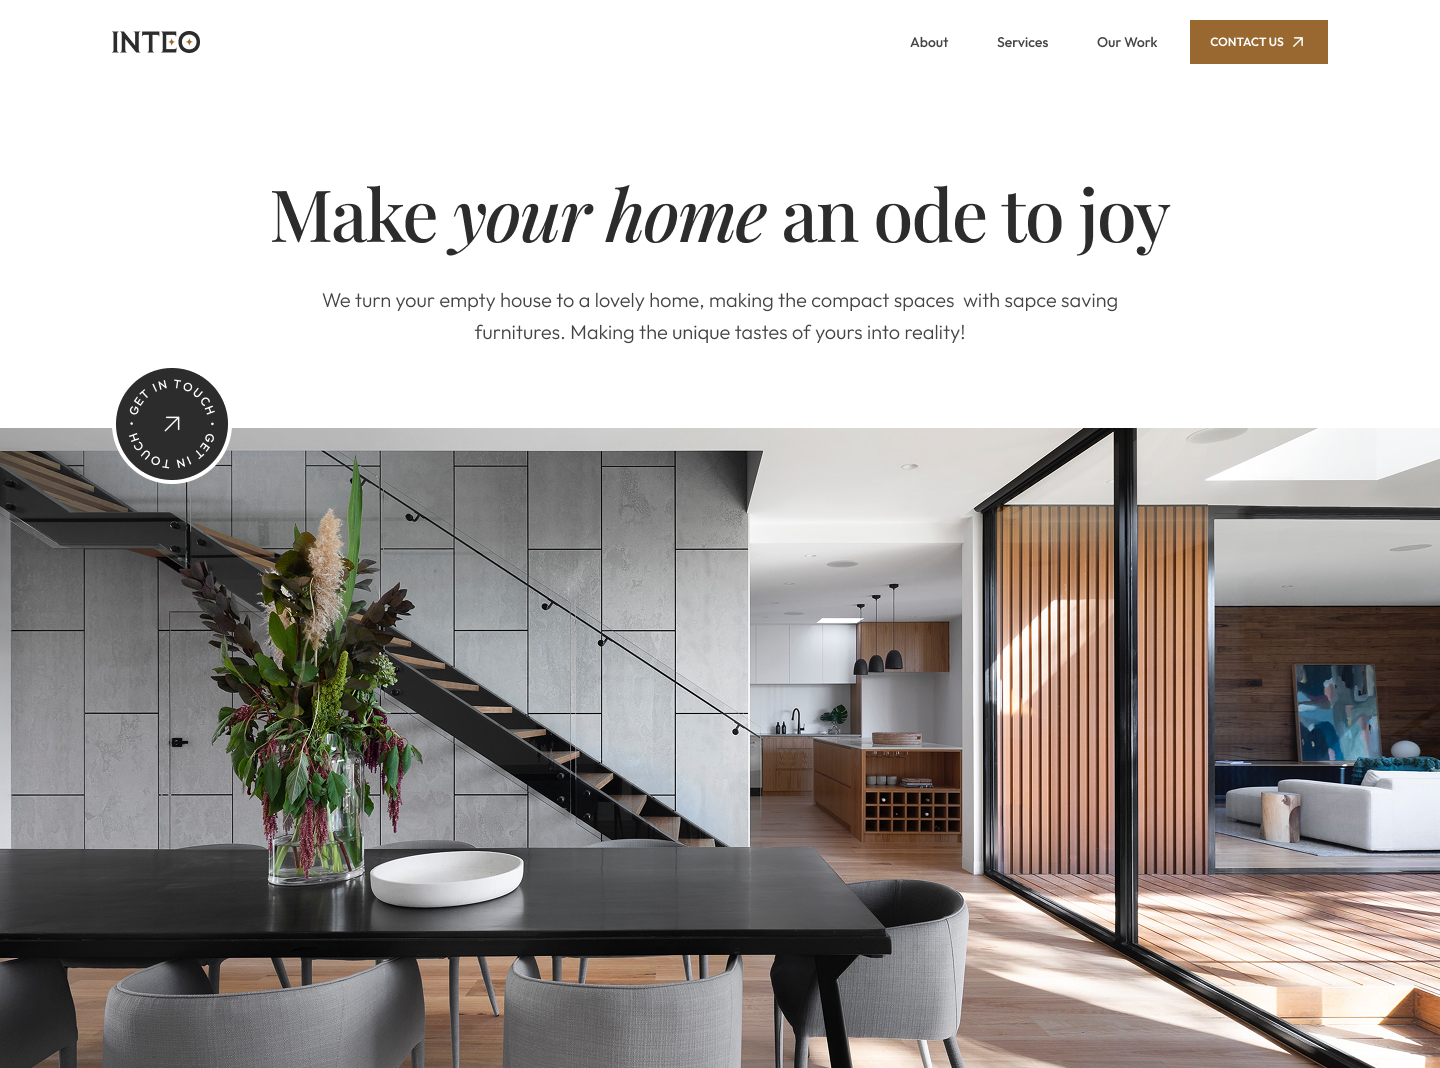 INTEO
About
Services
Our Work
CONTACT US
Make your home an ode to joy
We turn your empty house to a lovely home, making the compact spaces  with sapce saving
furnitures. Making the unique tastes of yours into reality!
GET IN TOUCH • GET IN TOUCH •